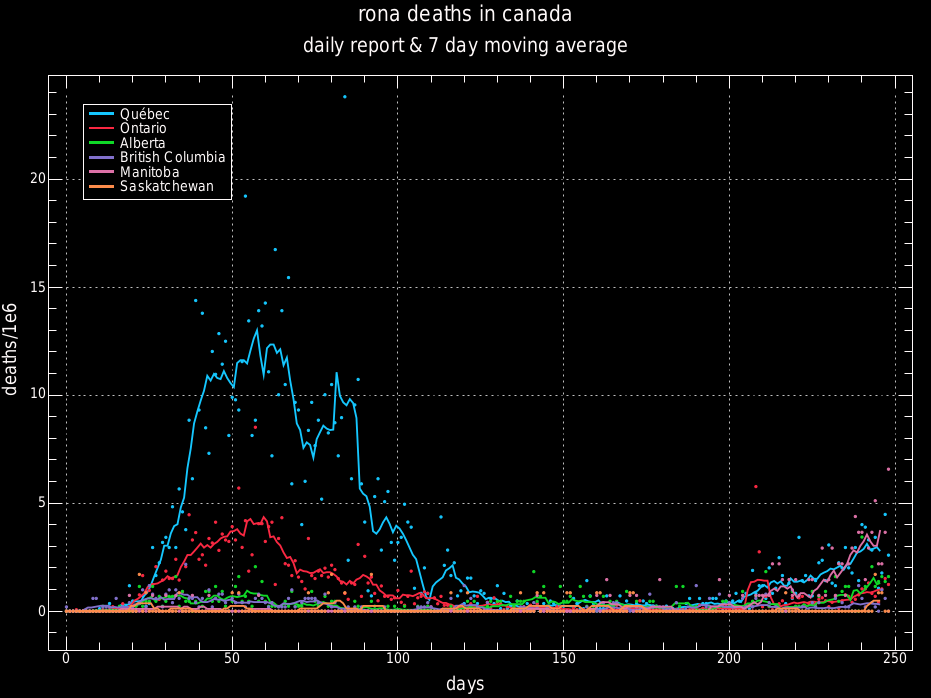 rona deaths in canada
daily report & 7 day moving average
Québec
Ontario
Alberta
British Columbia
Manitoba
Saskatchewan
deaths/1e6
20
15
10
5
0
0 50 100 150 200 250
days